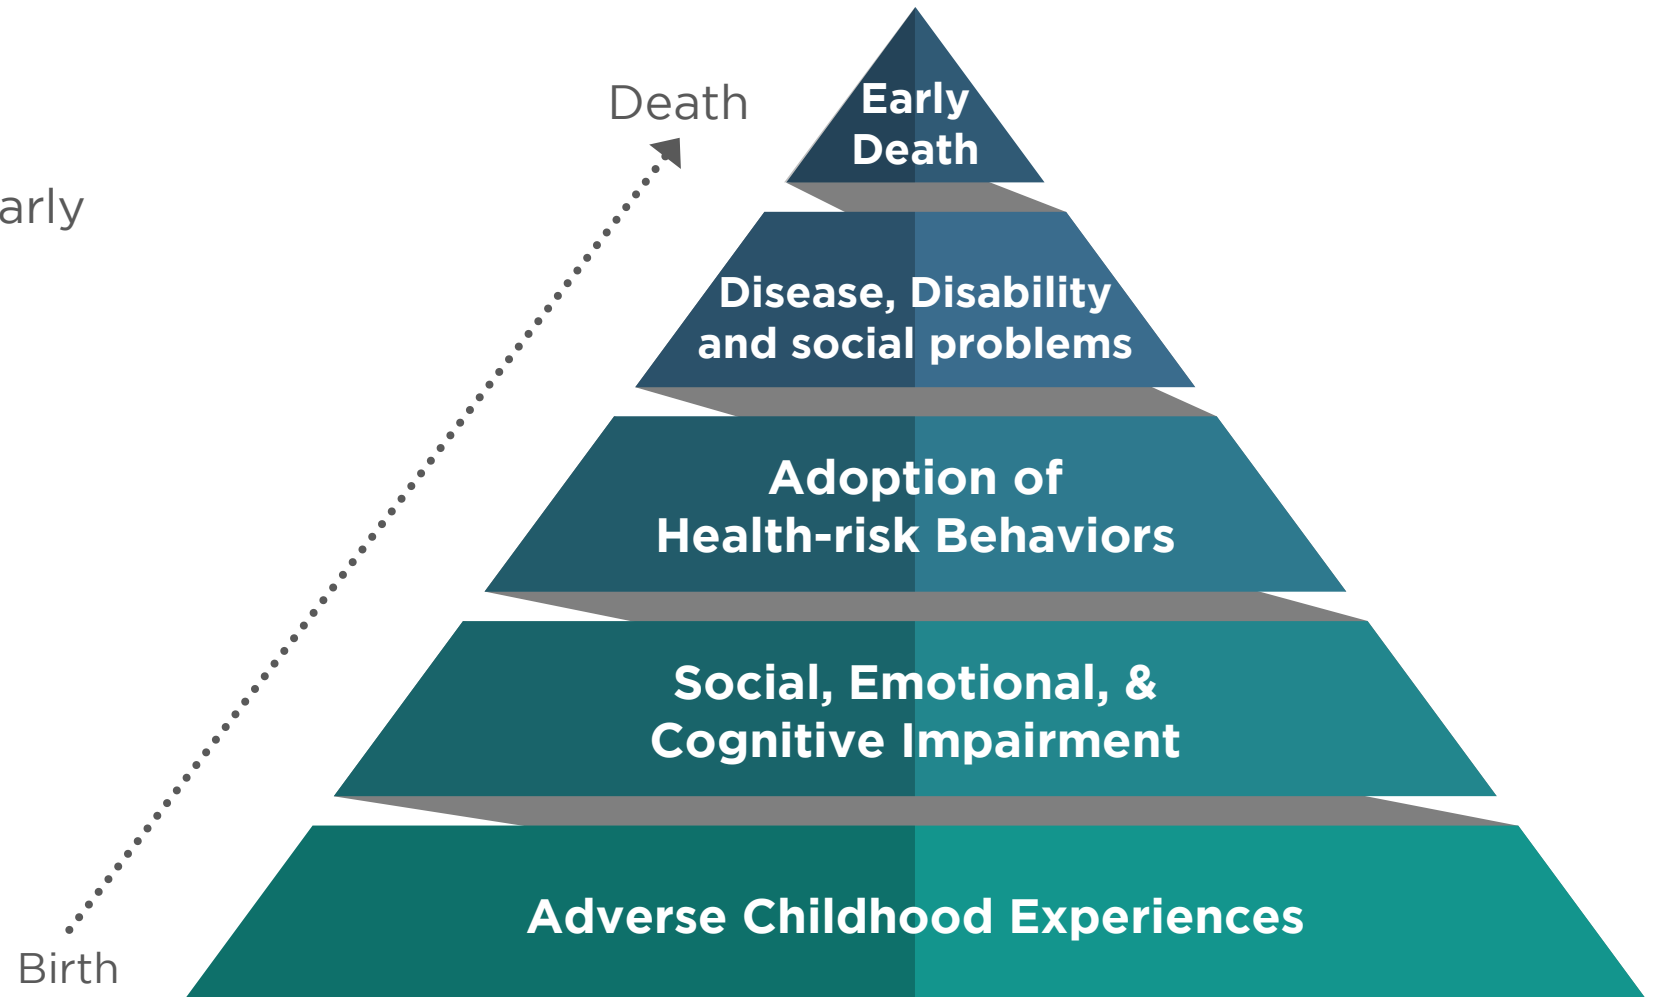 Death
arly
Early
Death
Disease, Disability
and social problems
Adoption of
Health-risk Behaviors
Social, Emotional, &
Cognitive Impairment
Adverse Childhood Experiences
Birth